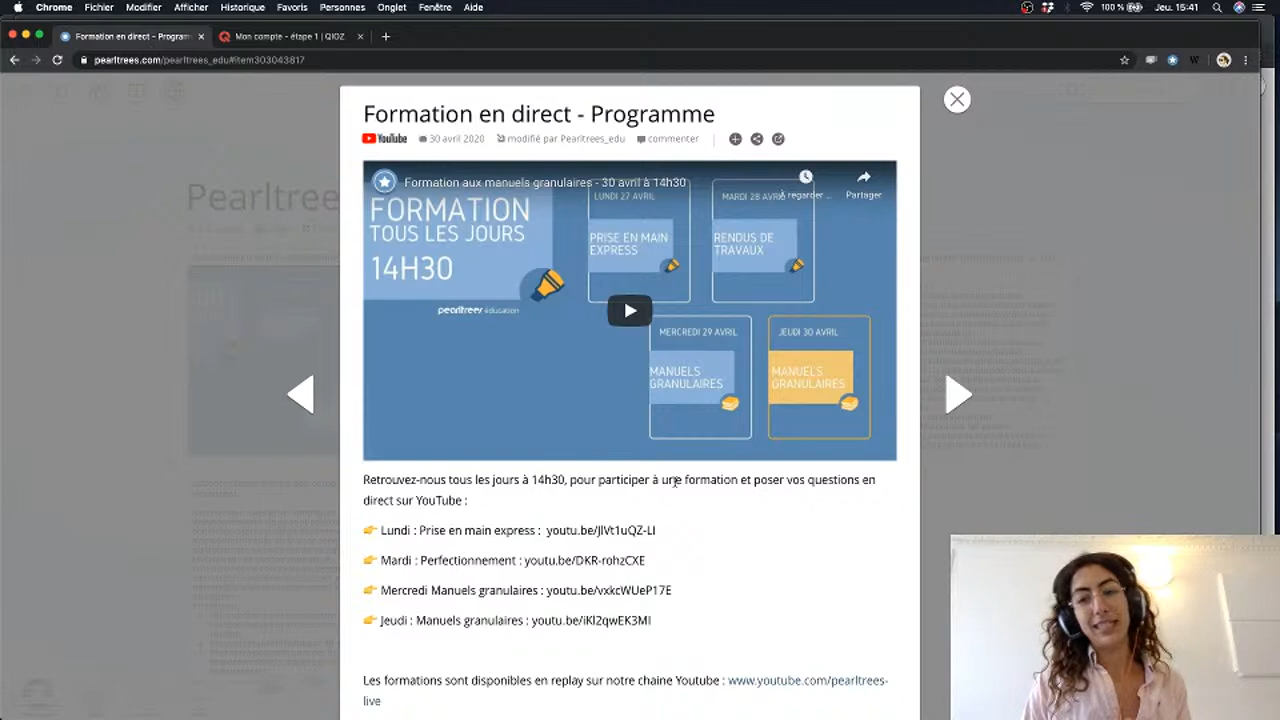 Chrome Fichier Modifier Afficher Historique Favoris Personnes Onglet Fenêtre Aide 100 % Jeu. 15:41
Formation en direct - Program Mon compte - étape 1 | QIOZ
pearltrees.com/pearltrees_edu#item303043817
Formation en direct - Programme
YouTube 30 avril 2020 modifié par Pearltrees_edu commenter
Formation aux manuels granulaires - 30 avril à 14h30
À regarder ... Partager
FORMATION
TOUS LES JOURS
14H30
pearltrees éducation
LUNDI 27 AVRIL
PRISE EN MAIN
EXPRESS
MARDI 28 AVRIL
RENDUS DE
TRAVAUX
MERCREDI 29 AVRIL
MANUELS
GRANULAIRES
JEUDI 30 AVRIL
MANUELS
GRANULAIRES
Retrouvez-nous tous les jours à 14h30, pour participer à une formation et poser vos questions en
direct sur YouTube :
👉 Lundi : Prise en main express : youtu.be/JlVt1uQZ-LI
👉 Mardi : Perfectionnement : youtu.be/DKR-rohzCXE
👉 Mercredi Manuels granulaires : youtu.be/vxkcWUeP17E
👉 Jeudi : Manuels granulaires : youtu.be/iKl2qwEK3MI
Les formations sont disponibles en replay sur notre chaine Youtube : www.youtube.com/pearltrees-
live
Pearltrees